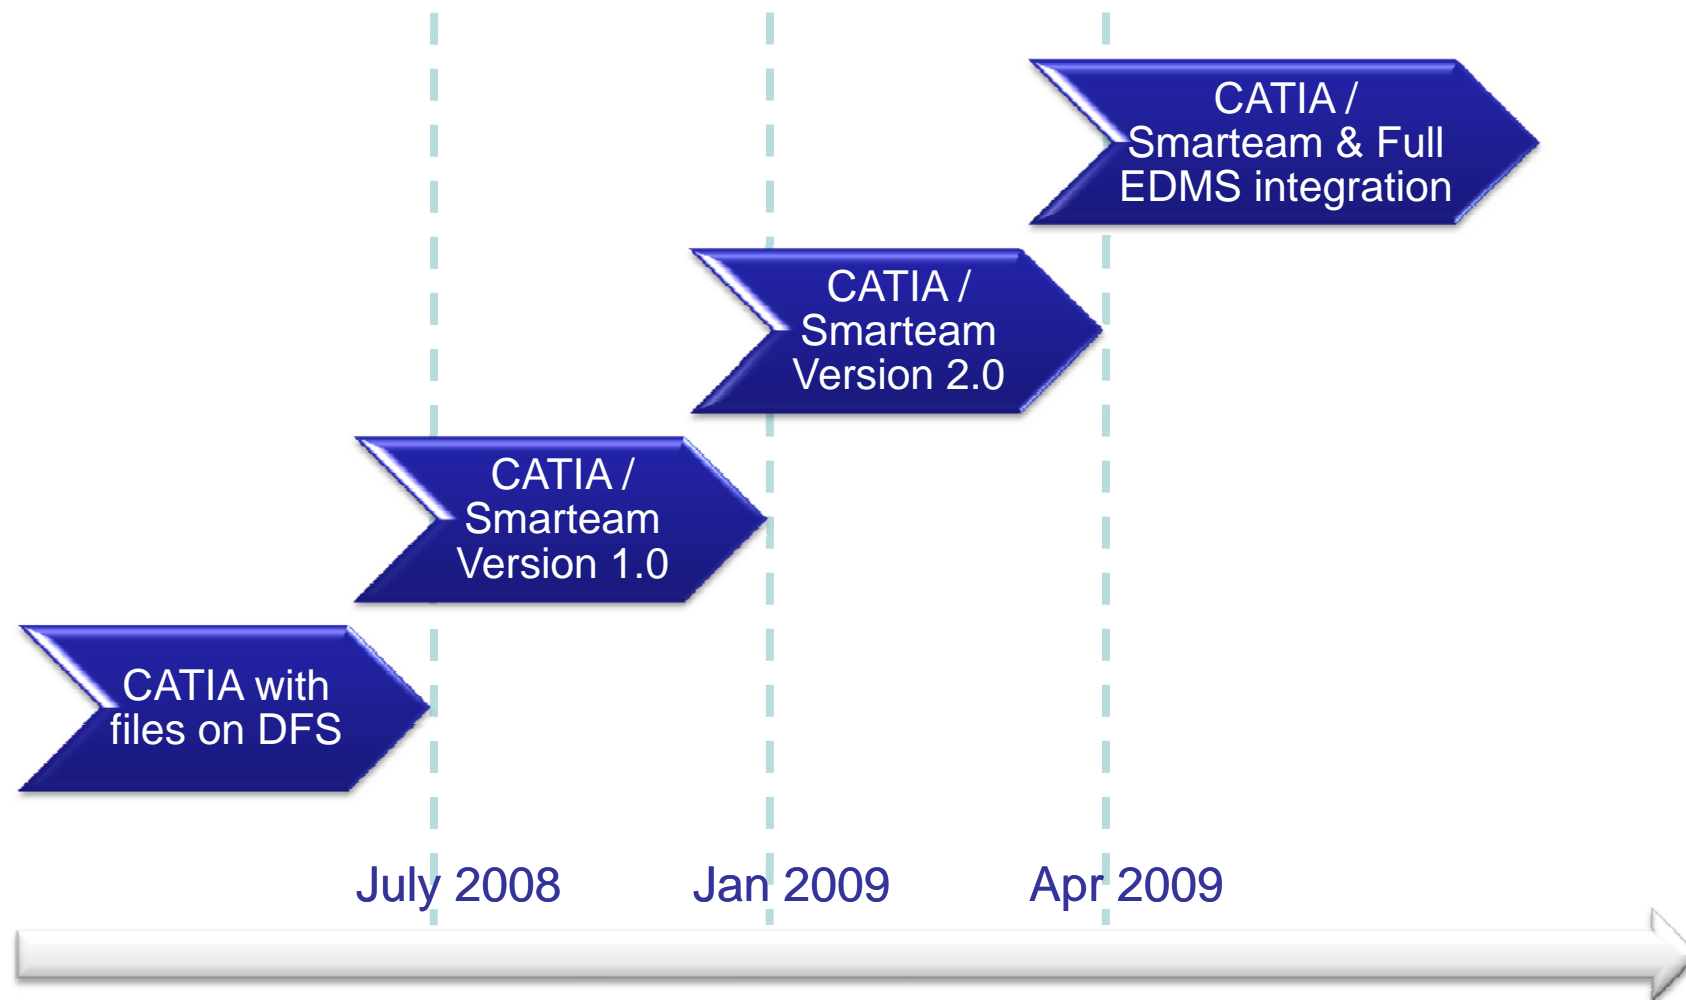 CATIA /
Smarteam & Full
EDMS integration
CATIA /
Smarteam
Version 2.0
CATIA /
Smarteam
Version 1.0
CATIA with
files on DFS
July 2008
Jan 2009
Apr 2009